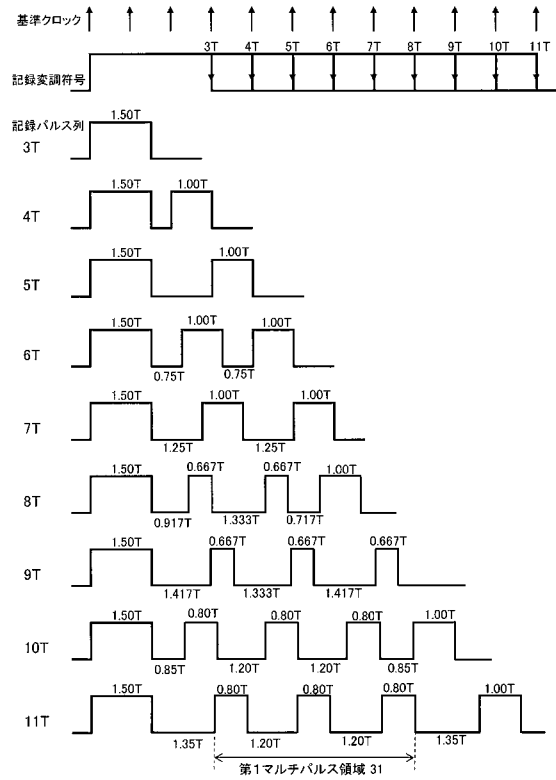 基準クロック
3T 4T 5T 6T 7T 8T 9T 10T 11T
記録変調符号
記録パルス列
1.50T
3T
1.50T 1.00T
4T
1.50T 1.00T
5T
1.50T 1.00T 1.00T
6T
0.75T 0.75T
1.50T 1.00T 1.00T
7T
1.25T 1.25T
1.50T 0.667T 0.667T 1.00T
8T
0.917T 1.333T 0.717T
1.50T 0.667T 0.667T 0.667T
9T
1.417T 1.333T 1.417T
1.50T 0.80T 0.80T 0.80T 1.00T
10T
0.85T 1.20T 1.20T 0.85T
1.50T 0.80T 0.80T 0.80T 1.00T
11T
1.35T 1.20T 1.20T 1.35T
第1マルチパルス領域 31